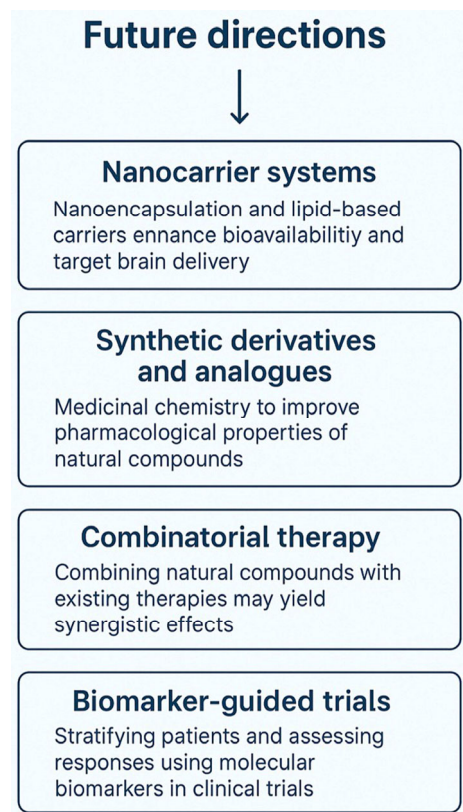 Future directions
Nanocarrier systems
Nanoencapsulation and lipid-based
carriers ennance bioavailabilitiy and
target brain delivery
Synthetic derivatives
and analogues
Medicinal chemistry to improve
pharmacological properties of
natural compounds
Combinatorial therapy
Combining natural compounds with
existing therapies may yield
synergistic effects
Biomarker-guided trials
Stratifying patients and assessing
responses using molecular
biomarkers in clinical trials